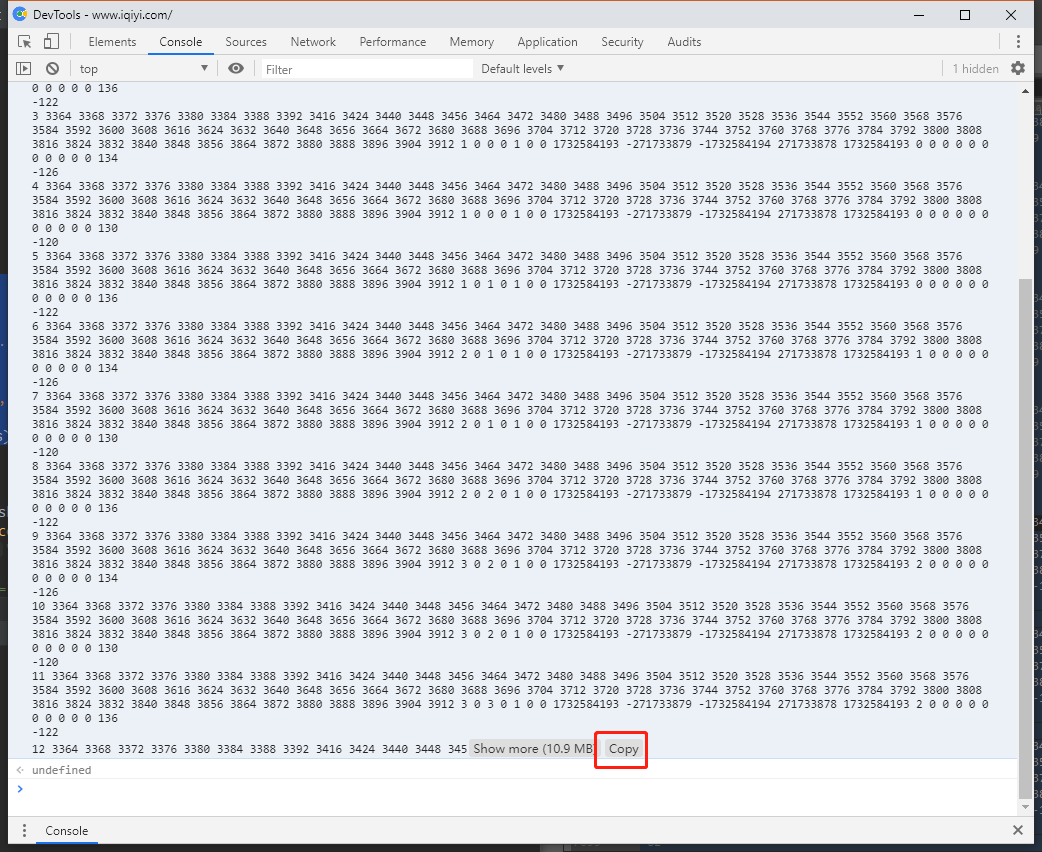 DevTools - www.iqiyi.com/
Elements Console Sources Network Performance Memory Application Security Audits
top Filter Default levels 1 hidden
0 0 0 0 0 136
-122
3 3364 3368 3372 3376 3380 3384 3388 3392 3416 3424 3440 3448 3456 3464 3472 3480 3488 3496 3504 3512 3520 3528 3536 3544 3552 3560 3568 3576
3584 3592 3600 3608 3616 3624 3632 3640 3648 3656 3664 3672 3680 3688 3696 3704 3712 3720 3728 3736 3744 3752 3760 3768 3776 3784 3792 3800 3808
3816 3824 3832 3840 3848 3856 3864 3872 3880 3888 3896 3904 3912 1 0 0 0 1 0 0 1732584193 -271733879 -1732584194 271733878 1732584193 0 0 0 0 0 0
0 0 0 0 0 134
-126
4 3364 3368 3372 3376 3380 3384 3388 3392 3416 3424 3440 3448 3456 3464 3472 3480 3488 3496 3504 3512 3520 3528 3536 3544 3552 3560 3568 3576
3584 3592 3600 3608 3616 3624 3632 3640 3648 3656 3664 3672 3680 3688 3696 3704 3712 3720 3728 3736 3744 3752 3760 3768 3776 3784 3792 3800 3808
3816 3824 3832 3840 3848 3856 3864 3872 3880 3888 3896 3904 3912 1 0 0 0 1 0 0 1732584193 -271733879 -1732584194 271733878 1732584193 0 0 0 0 0 0
0 0 0 0 0 130
-120
5 3364 3368 3372 3376 3380 3384 3388 3392 3416 3424 3440 3448 3456 3464 3472 3480 3488 3496 3504 3512 3520 3528 3536 3544 3552 3560 3568 3576
3584 3592 3600 3608 3616 3624 3632 3640 3648 3656 3664 3672 3680 3688 3696 3704 3712 3720 3728 3736 3744 3752 3760 3768 3776 3784 3792 3800 3808
3816 3824 3832 3840 3848 3856 3864 3872 3880 3888 3896 3904 3912 1 0 1 0 1 0 0 1732584193 -271733879 -1732584194 271733878 1732584193 0 0 0 0 0 0
0 0 0 0 0 136
-122
6 3364 3368 3372 3376 3380 3384 3388 3392 3416 3424 3440 3448 3456 3464 3472 3480 3488 3496 3504 3512 3520 3528 3536 3544 3552 3560 3568 3576
3584 3592 3600 3608 3616 3624 3632 3640 3648 3656 3664 3672 3680 3688 3696 3704 3712 3720 3728 3736 3744 3752 3760 3768 3776 3784 3792 3800 3808
3816 3824 3832 3840 3848 3856 3864 3872 3880 3888 3896 3904 3912 2 0 1 0 1 0 0 1732584193 -271733879 -1732584194 271733878 1732584193 1 0 0 0 0 0
0 0 0 0 0 134
-126
7 3364 3368 3372 3376 3380 3384 3388 3392 3416 3424 3440 3448 3456 3464 3472 3480 3488 3496 3504 3512 3520 3528 3536 3544 3552 3560 3568 3576
3584 3592 3600 3608 3616 3624 3632 3640 3648 3656 3664 3672 3680 3688 3696 3704 3712 3720 3728 3736 3744 3752 3760 3768 3776 3784 3792 3800 3808
3816 3824 3832 3840 3848 3856 3864 3872 3880 3888 3896 3904 3912 2 0 1 0 1 0 0 1732584193 -271733879 -1732584194 271733878 1732584193 1 0 0 0 0 0
0 0 0 0 0 130
-120
8 3364 3368 3372 3376 3380 3384 3388 3392 3416 3424 3440 3448 3456 3464 3472 3480 3488 3496 3504 3512 3520 3528 3536 3544 3552 3560 3568 3576
3584 3592 3600 3608 3616 3624 3632 3640 3648 3656 3664 3672 3680 3688 3696 3704 3712 3720 3728 3736 3744 3752 3760 3768 3776 3784 3792 3800 3808
3816 3824 3832 3840 3848 3856 3864 3872 3880 3888 3896 3904 3912 2 0 2 0 1 0 0 1732584193 -271733879 -1732584194 271733878 1732584193 1 0 0 0 0 0
0 0 0 0 0 136
-122
9 3364 3368 3372 3376 3380 3384 3388 3392 3416 3424 3440 3448 3456 3464 3472 3480 3488 3496 3504 3512 3520 3528 3536 3544 3552 3560 3568 3576
3584 3592 3600 3608 3616 3624 3632 3640 3648 3656 3664 3672 3680 3688 3696 3704 3712 3720 3728 3736 3744 3752 3760 3768 3776 3784 3792 3800 3808
3816 3824 3832 3840 3848 3856 3864 3872 3880 3888 3896 3904 3912 3 0 2 0 1 0 0 1732584193 -271733879 -1732584194 271733878 1732584193 2 0 0 0 0 0
0 0 0 0 0 134
-126
10 3364 3368 3372 3376 3380 3384 3388 3392 3416 3424 3440 3448 3456 3464 3472 3480 3488 3496 3504 3512 3520 3528 3536 3544 3552 3560 3568 3576
3584 3592 3600 3608 3616 3624 3632 3640 3648 3656 3664 3672 3680 3688 3696 3704 3712 3720 3728 3736 3744 3752 3760 3768 3776 3784 3792 3800 3808
3816 3824 3832 3840 3848 3856 3864 3872 3880 3888 3896 3904 3912 3 0 2 0 1 0 0 1732584193 -271733879 -1732584194 271733878 1732584193 2 0 0 0 0 0
0 0 0 0 0 130
-120
11 3364 3368 3372 3376 3380 3384 3388 3392 3416 3424 3440 3448 3456 3464 3472 3480 3488 3496 3504 3512 3520 3528 3536 3544 3552 3560 3568 3576
3584 3592 3600 3608 3616 3624 3632 3640 3648 3656 3664 3672 3680 3688 3696 3704 3712 3720 3728 3736 3744 3752 3760 3768 3776 3784 3792 3800 3808
3816 3824 3832 3840 3848 3856 3864 3872 3880 3888 3896 3904 3912 3 0 3 0 1 0 0 1732584193 -271733879 -1732584194 271733878 1732584193 2 0 0 0 0 0
0 0 0 0 0 136
-122
12 3364 3368 3372 3376 3380 3384 3388 3392 3416 3424 3440 3448 345 Show more (10.9 MB) Copy
undefined
Console